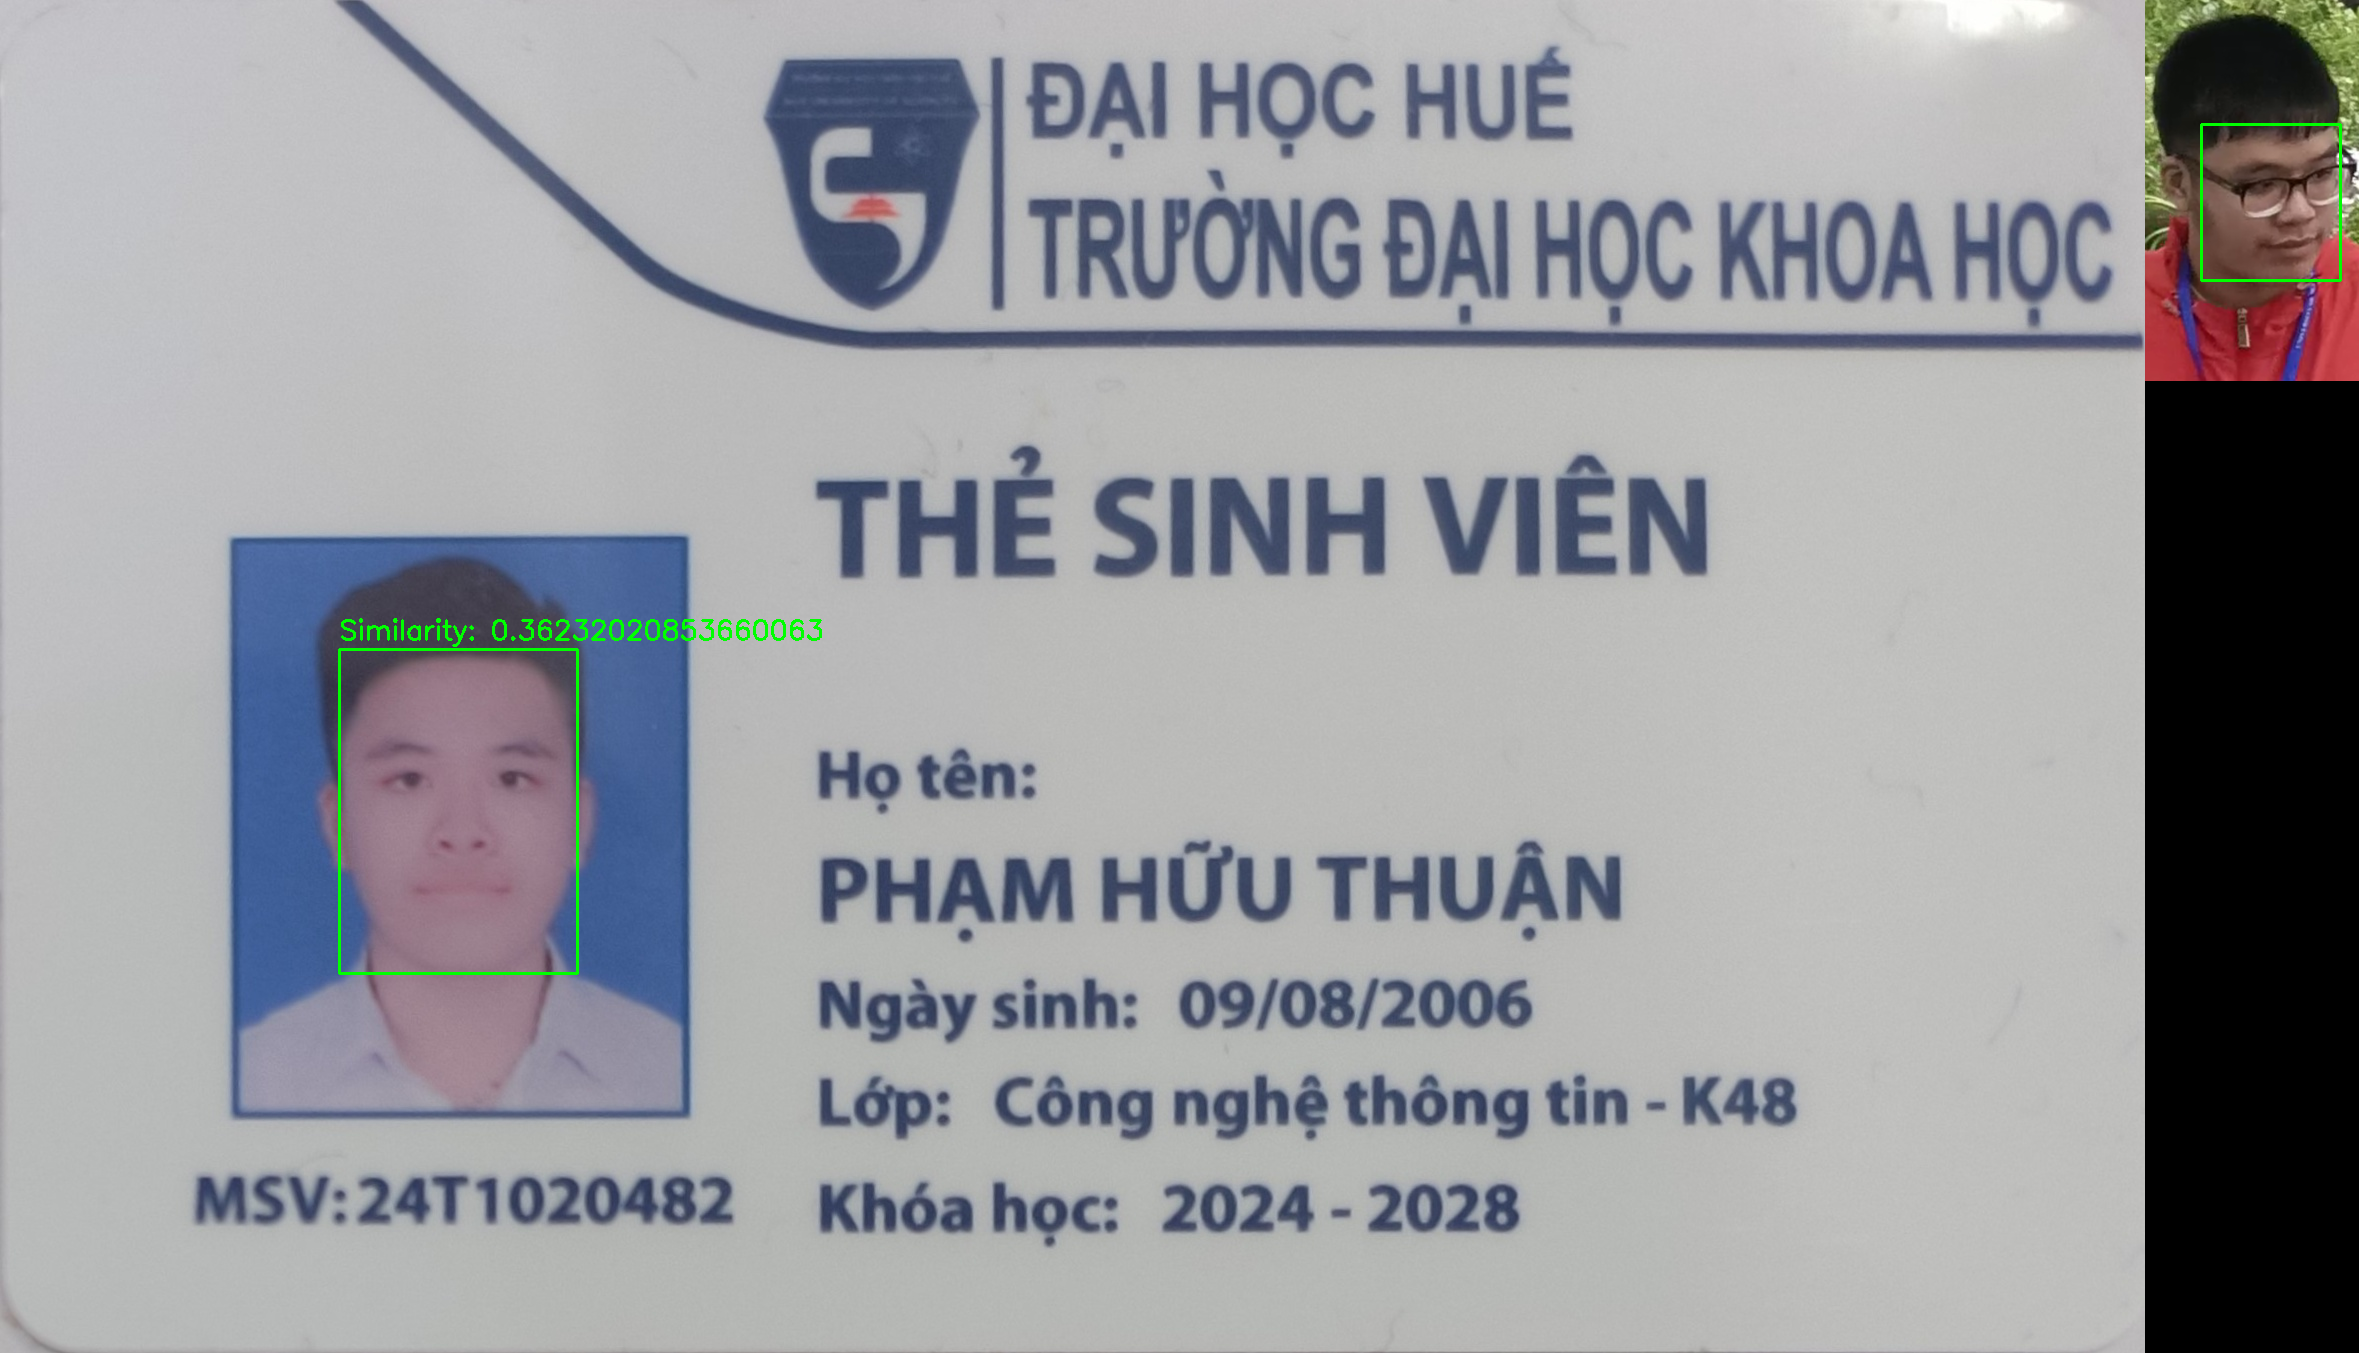 ĐẠI HỌC HUẾ
TRƯỜNG ĐẠI HỌC KHOA HỌC
THẺ SINH VIÊN
Similarity: 0.36232020853660063
Họ tên:
PHẠM HỮU THUẬN
Ngày sinh: 09/08/2006
Lớp: Công nghệ thông tin - K48
MSV: 24T1020482
Khóa học: 2024 - 2028